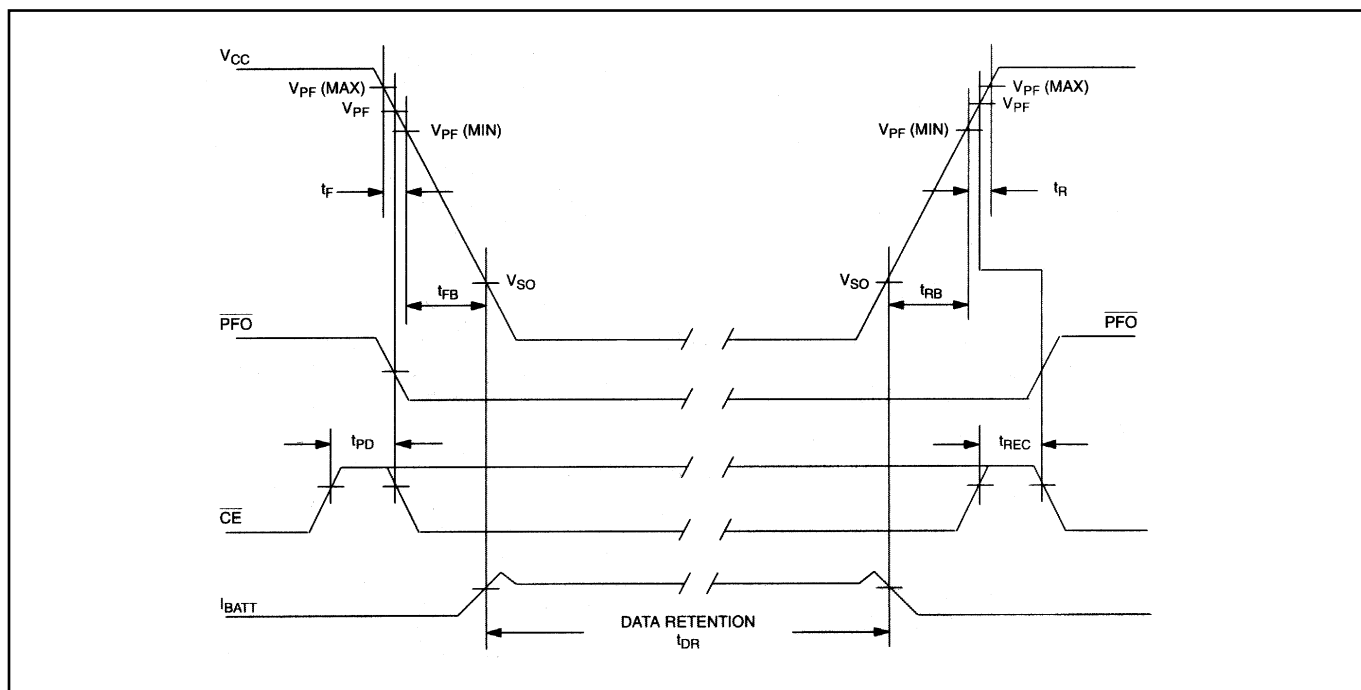 VCC
VPF (MAX)
VPF
VPF (MIN)
tF
tFB
VSO
VPF (MAX)
VPF
VPF (MIN)
tR
VSO
tRB
PFO
PFO
tPD
tREC
CE
IBATT
DATA RETENTION
tDR